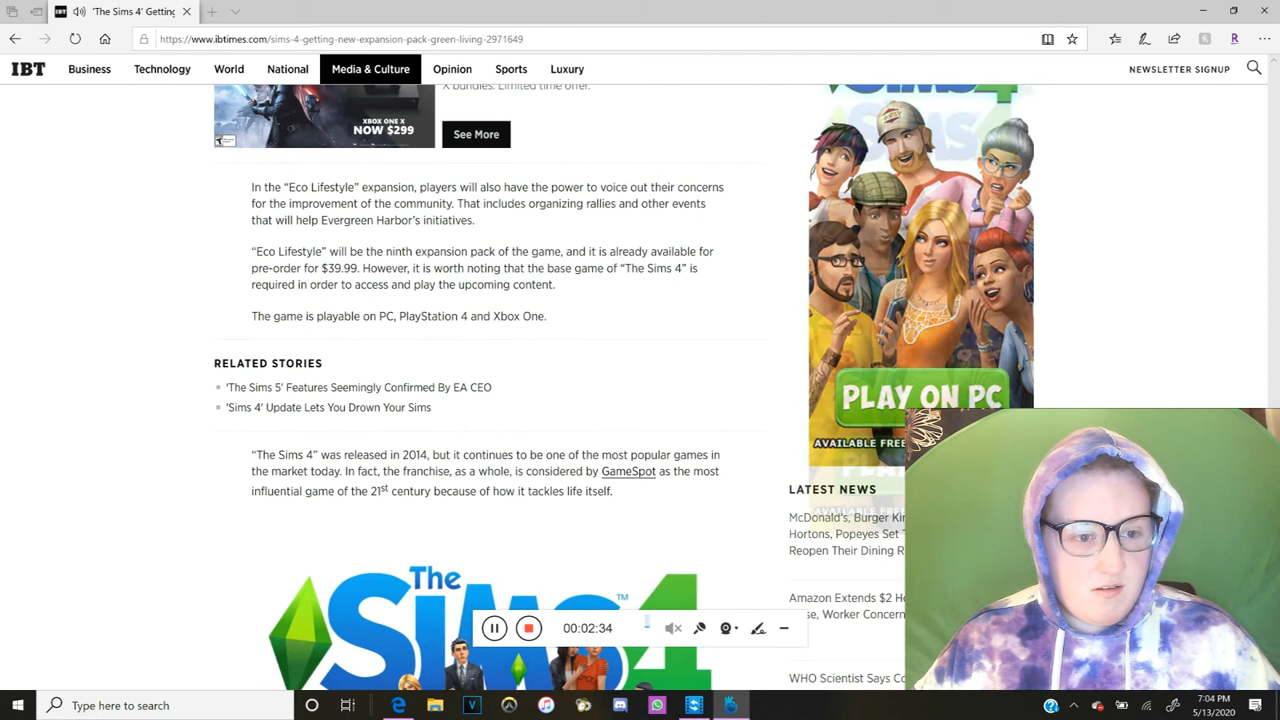 'The Sims 4' Getting
https://www.ibtimes.com/sims-4-getting-new-expansion-pack-green-living-2971649
IBT Business Technology World National Media & Culture Opinion Sports Luxury NEWSLETTER SIGNUP
X bundles. Limited time offer.
XBOX ONE X
NOW $299
See More
In the “Eco Lifestyle” expansion, players will also have the power to voice out their concerns
for the improvement of the community. That includes organizing rallies and other events
that will help Evergreen Harbor’s initiatives.
“Eco Lifestyle” will be the ninth expansion pack of the game, and it is already available for
pre-order for $39.99. However, it is worth noting that the base game of “The Sims 4” is
required in order to access and play the upcoming content.
The game is playable on PC, PlayStation 4 and Xbox One.
RELATED STORIES
'The Sims 5' Features Seemingly Confirmed By EA CEO
'Sims 4' Update Lets You Drown Your Sims
“The Sims 4” was released in 2014, but it continues to be one of the most popular games in
the market today. In fact, the franchise, as a whole, is considered by GameSpot as the most
influential game of the 21st century because of how it tackles life itself.
The
SIMS 4
TM
00:02:34
SIMS 4
PLAY ON PC
AVAILABLE FREE
LATEST NEWS
McDonald's, Burger
Hortons, Popeyes Set
Reopen Their Dining
Amazon Extends $2
Worker
WHO Scientist Says
Type here to search
7:04 PM
5/13/2020